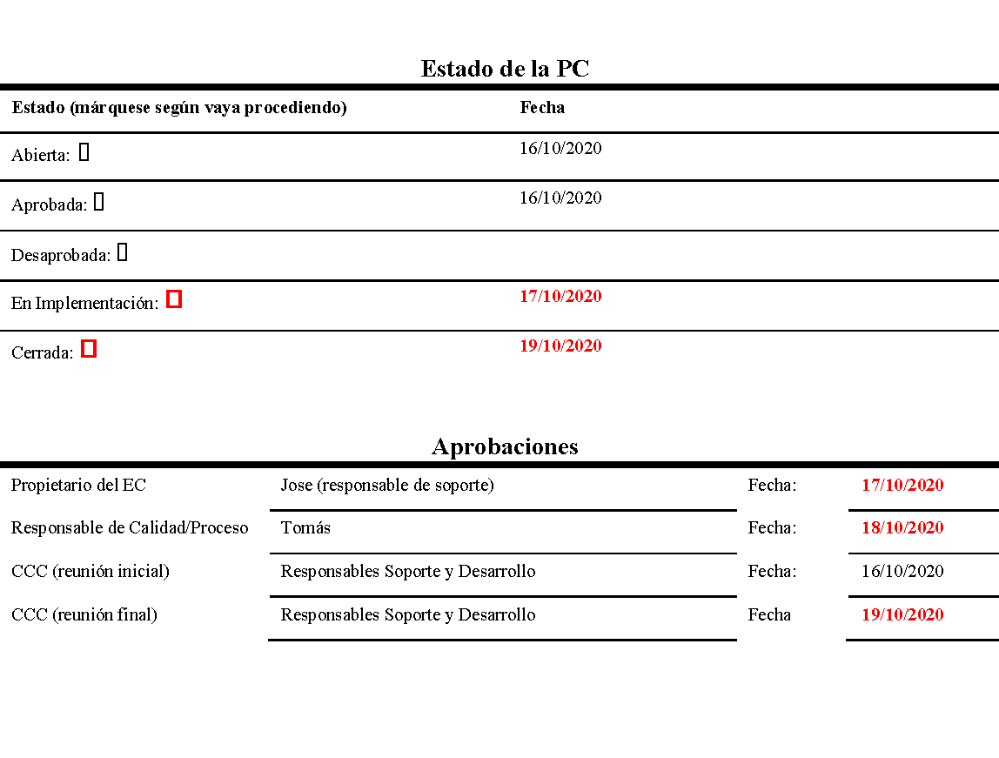 Estado de la PC
Estado (márquese según vaya procediendo) Fecha
Abierta: 16/10/2020
Aprobada: 16/10/2020
Desaprobada:
En Implementación: 17/10/2020
Cerrada: 19/10/2020
Aprobaciones
Propietario del EC Jose (responsable de soporte) Fecha: 17/10/2020
Responsable de Calidad/Proceso Tomás Fecha: 18/10/2020
CCC (reunión inicial) Responsables Soporte y Desarrollo Fecha: 16/10/2020
CCC (reunión final) Responsables Soporte y Desarrollo Fecha 19/10/2020